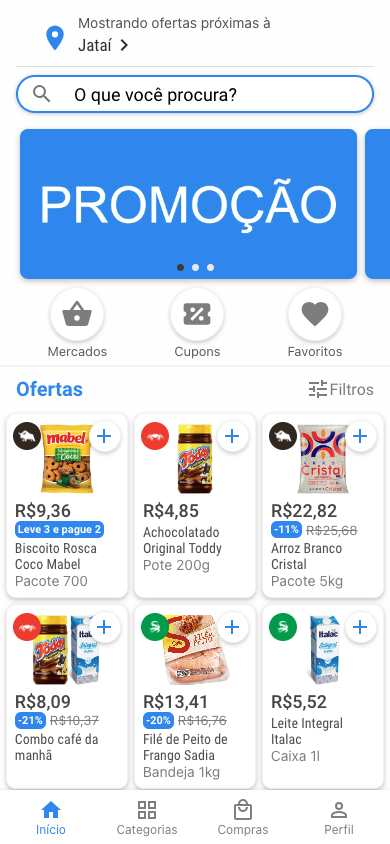 Mostrando ofertas próximas à
Jataí
O que você procura?
PROMOÇÃO
Mercados
Cupons
Favoritos
Ofertas
Filtros
mabel
Coco
Toddy
Cristal
R$9,36
Leve 3 e pague 2
Biscoito Rosca
Coco Mabel
Pacote 700
R$4,85
Achocolatado
Original Toddy
Pote 200g
R$22,82
-11% R$25,68
Arroz Branco
Cristal
Pacote 5kg
Toddy
Italac
Integral
Italac
Integral
R$8,09
-21% R$10,37
Combo café da
manhã
R$13,41
-20% R$16,76
Filé de Peito de
Frango Sadia
Bandeja 1kg
R$5,52
Leite Integral
Italac
Caixa 1l
Início
Categorias
Compras
Perfil